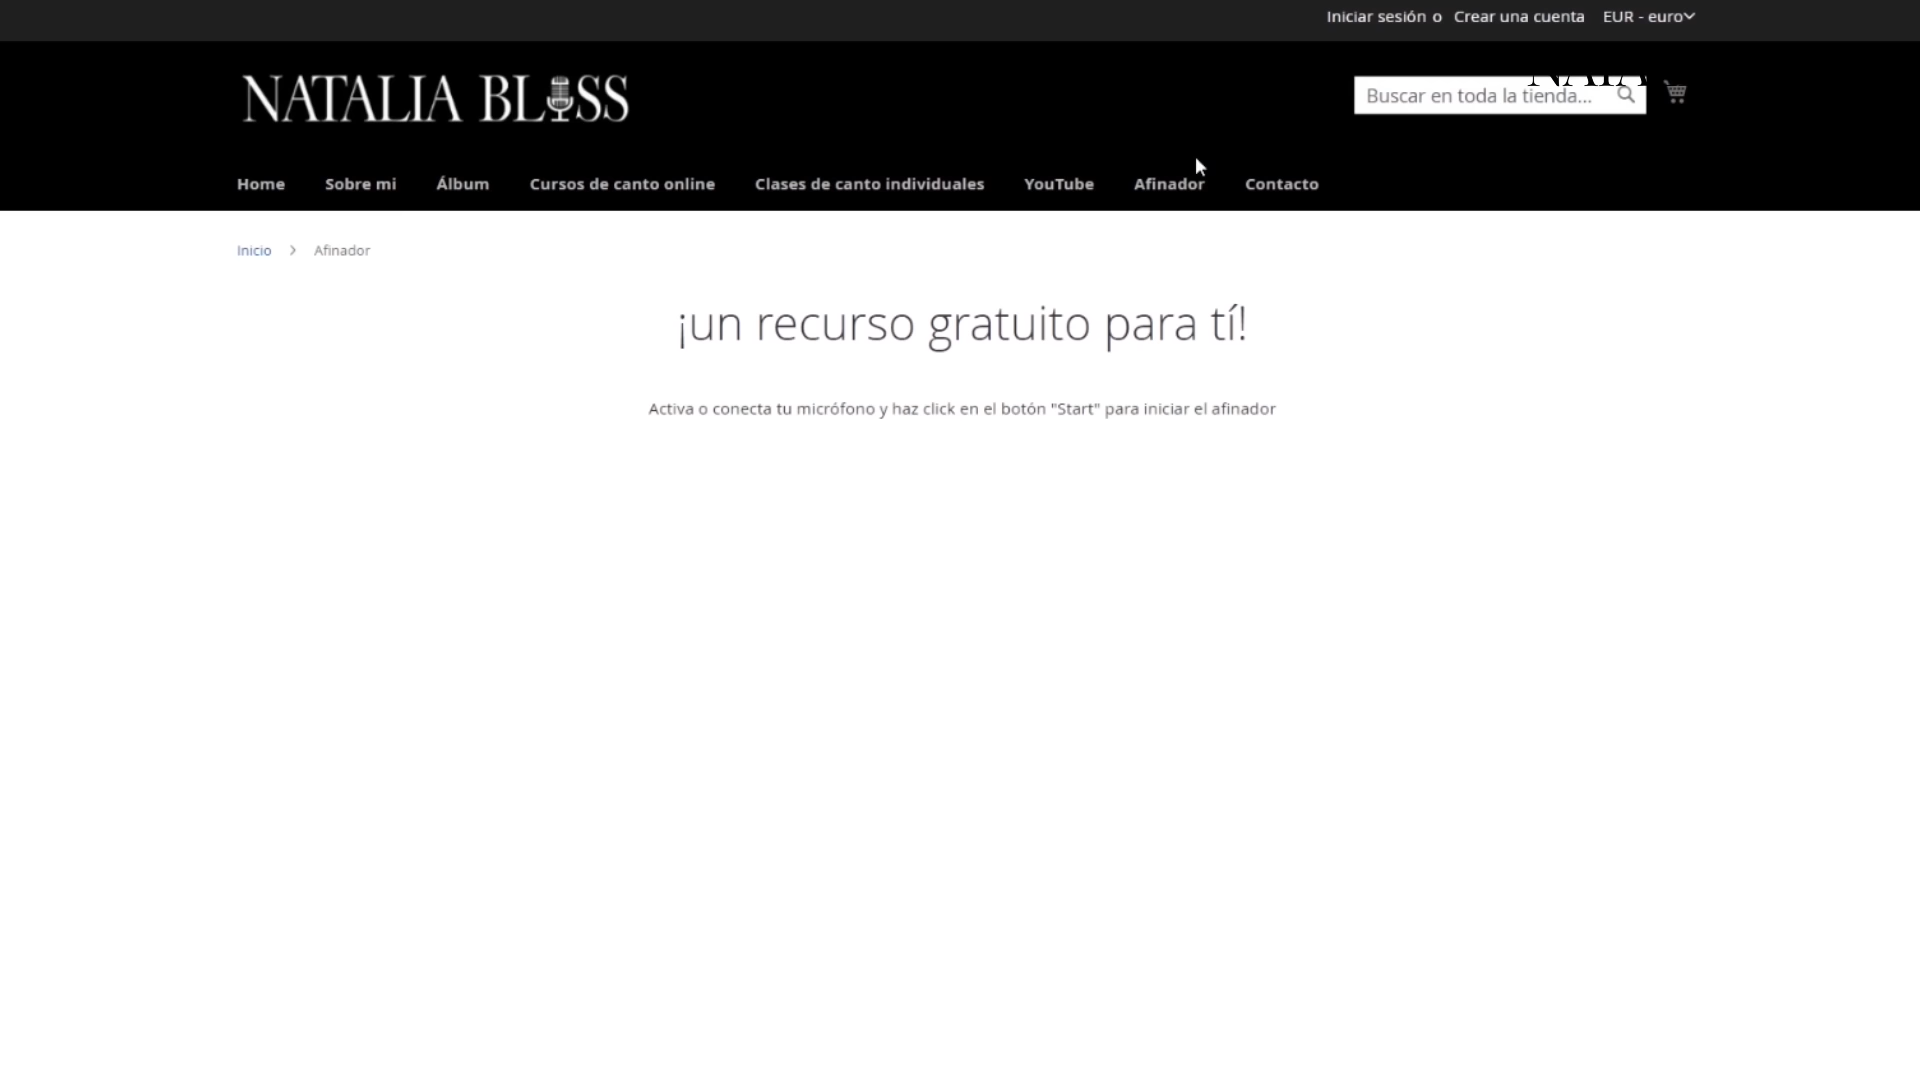 Iniciar sesión o Crear una cuenta EUR - euro
NATALIA BLISS
Buscar en toda la tienda...
Home Sobre mi Álbum Cursos de canto online Clases de canto individuales YouTube Afinador Contacto
Inicio > Afinador
¡un recurso gratuito para tí!
Activa o conecta tu micrófono y haz click en el botón "Start" para iniciar el afinador